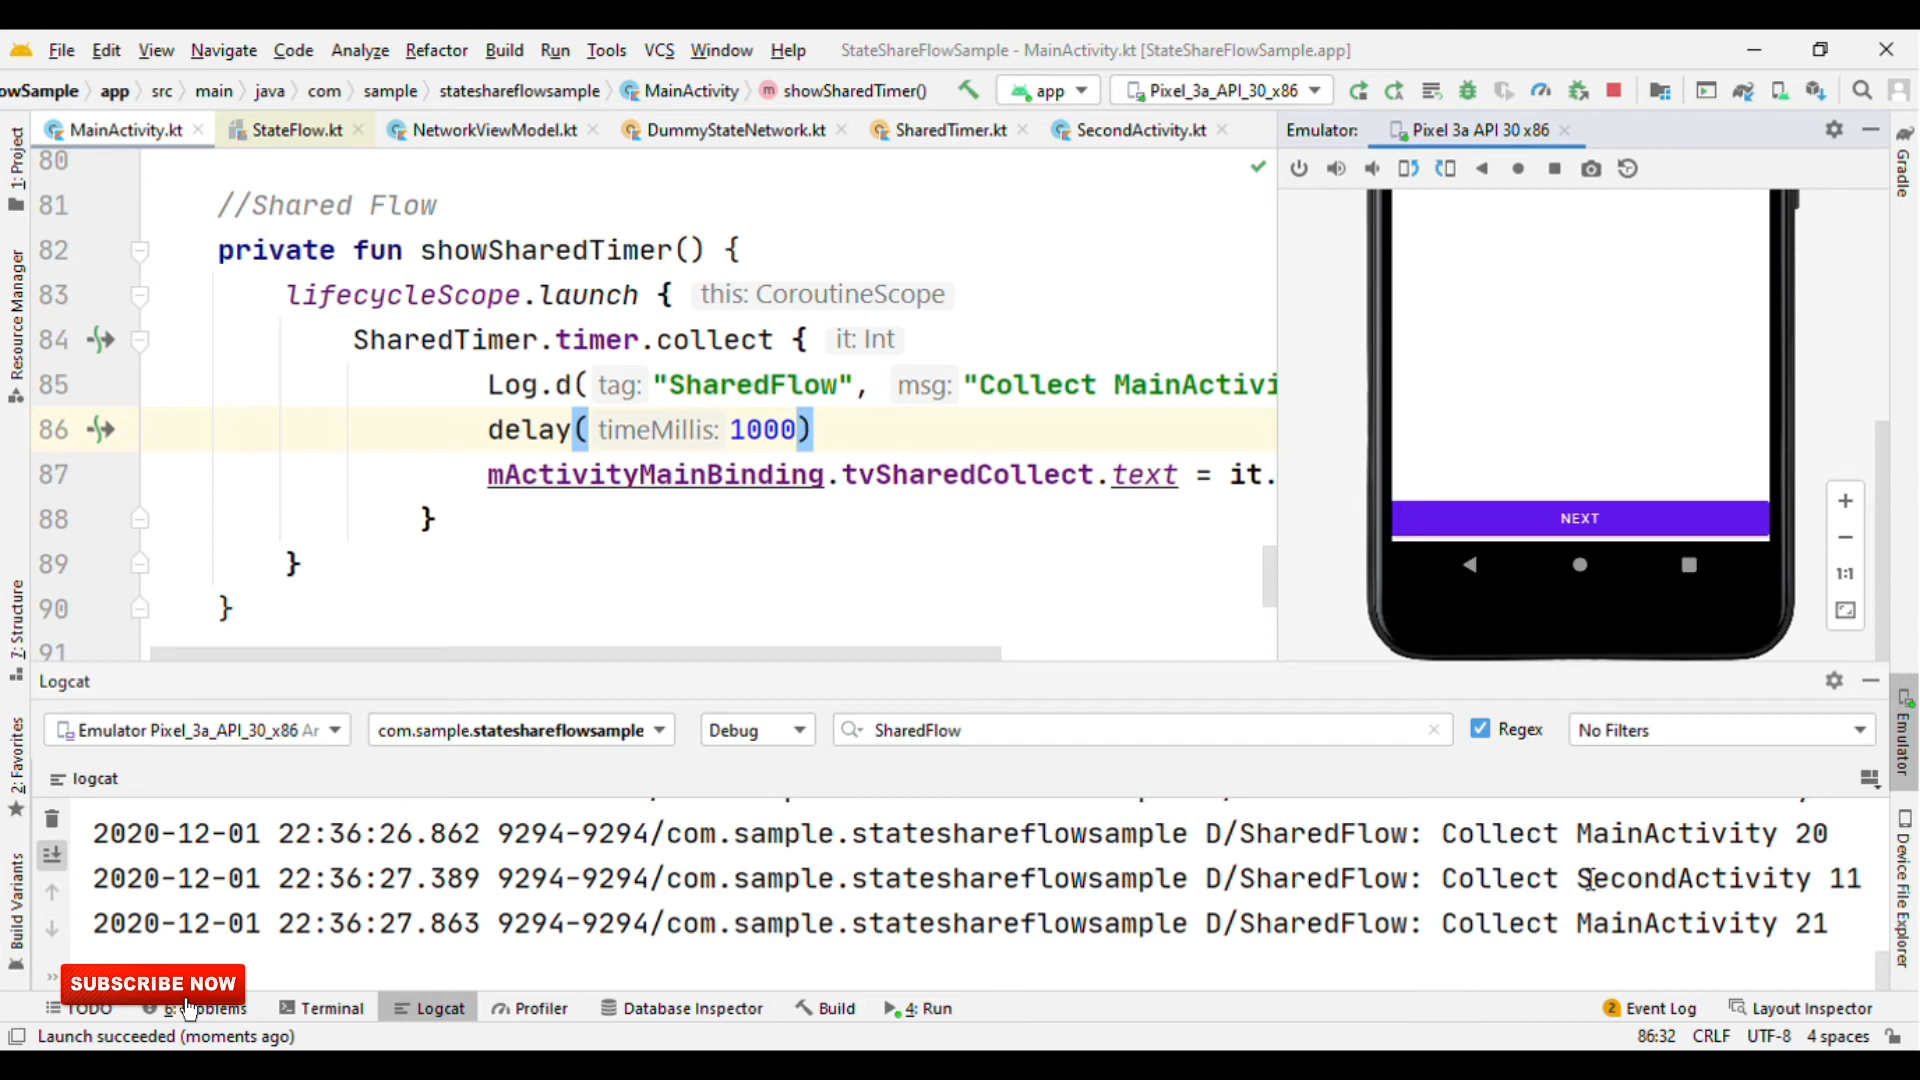 File Edit View Navigate Code Analyze Refactor Build Run Tools VCS Window Help StateShareFlowSample - MainActivity.kt [StateShareFlowSample.app]
owSample app src main java com sample stateshareflowsample MainActivity showSharedTimer() app Pixel_3a_API_30_x86
MainActivity.kt StateFlow.kt NetworkViewModel.kt DummyStateNetwork.kt SharedTimer.kt SecondActivity.kt Emulator: Pixel 3a API 30 x86
1: Project
Resource Manager
7: Structure
2: Favorites
Build Variants
80
81 //Shared Flow
82 private fun showSharedTimer() {
83 lifecycleScope.launch { this: CoroutineScope
84 SharedTimer.timer.collect { it: Int
85 Log.d( tag: "SharedFlow", msg: "Collect MainActivi
86 delay( timeMillis: 1000)
87 mActivityMainBinding.tvSharedCollect.text = it.
88 }
89 }
90 }
91
NEXT
1:1
Gradle
Emulator
Device File Explorer
Logcat
Emulator Pixel_3a_API_30_x86 Ar com.sample.stateshareflowsample Debug SharedFlow Regex No Filters
logcat
2020-12-01 22:36:26.862 9294-9294/com.sample.stateshareflowsample D/SharedFlow: Collect MainActivity 20
2020-12-01 22:36:27.389 9294-9294/com.sample.stateshareflowsample D/SharedFlow: Collect SecondActivity 11
2020-12-01 22:36:27.863 9294-9294/com.sample.stateshareflowsample D/SharedFlow: Collect MainActivity 21
SUBSCRIBE NOW
TODO 6: Problems Terminal Logcat Profiler Database Inspector Build 4: Run 2 Event Log Layout Inspector
Launch succeeded (moments ago) 86:32 CRLF UTF-8 4 spaces